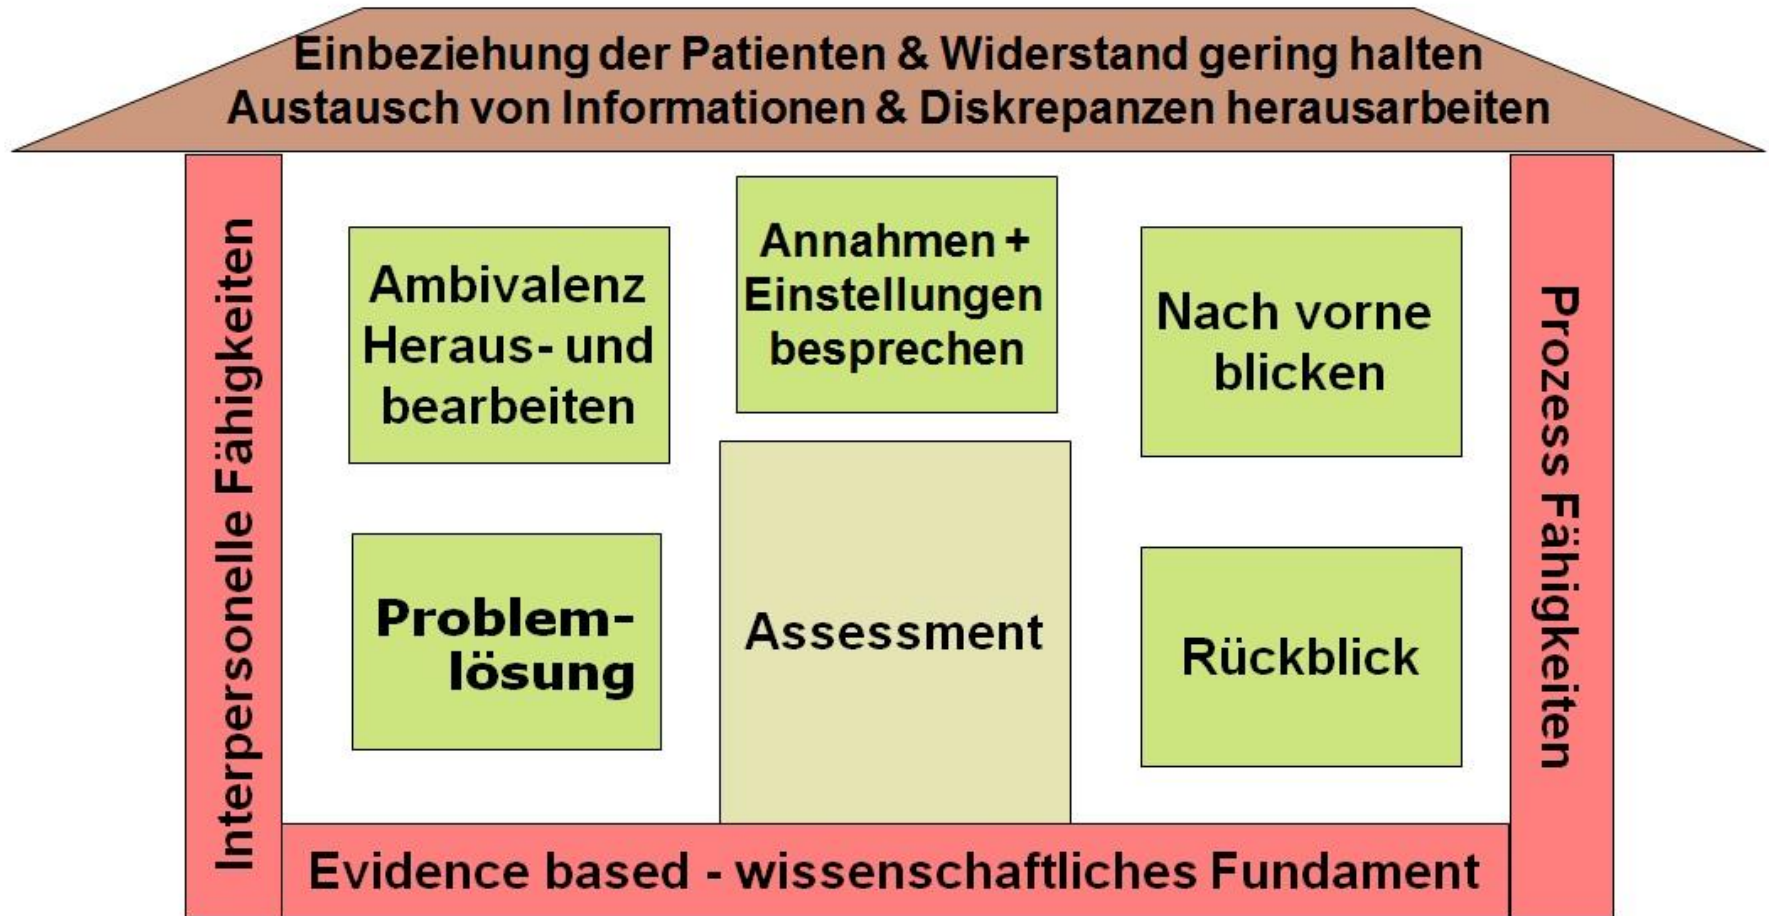 Einbeziehung der Patienten & Widerstand gering halten
Austausch von Informationen & Diskrepanzen herausarbeiten
Interpersonelle Fähigkeiten
Ambivalenz
Heraus- und
bearbeiten
Annahmen +
Einstellungen
besprechen
Nach vorne
blicken
Prozess Fähigkeiten
Problem-
lösung
Assessment
Rückblick
Evidence based - wissenschaftliches Fundament